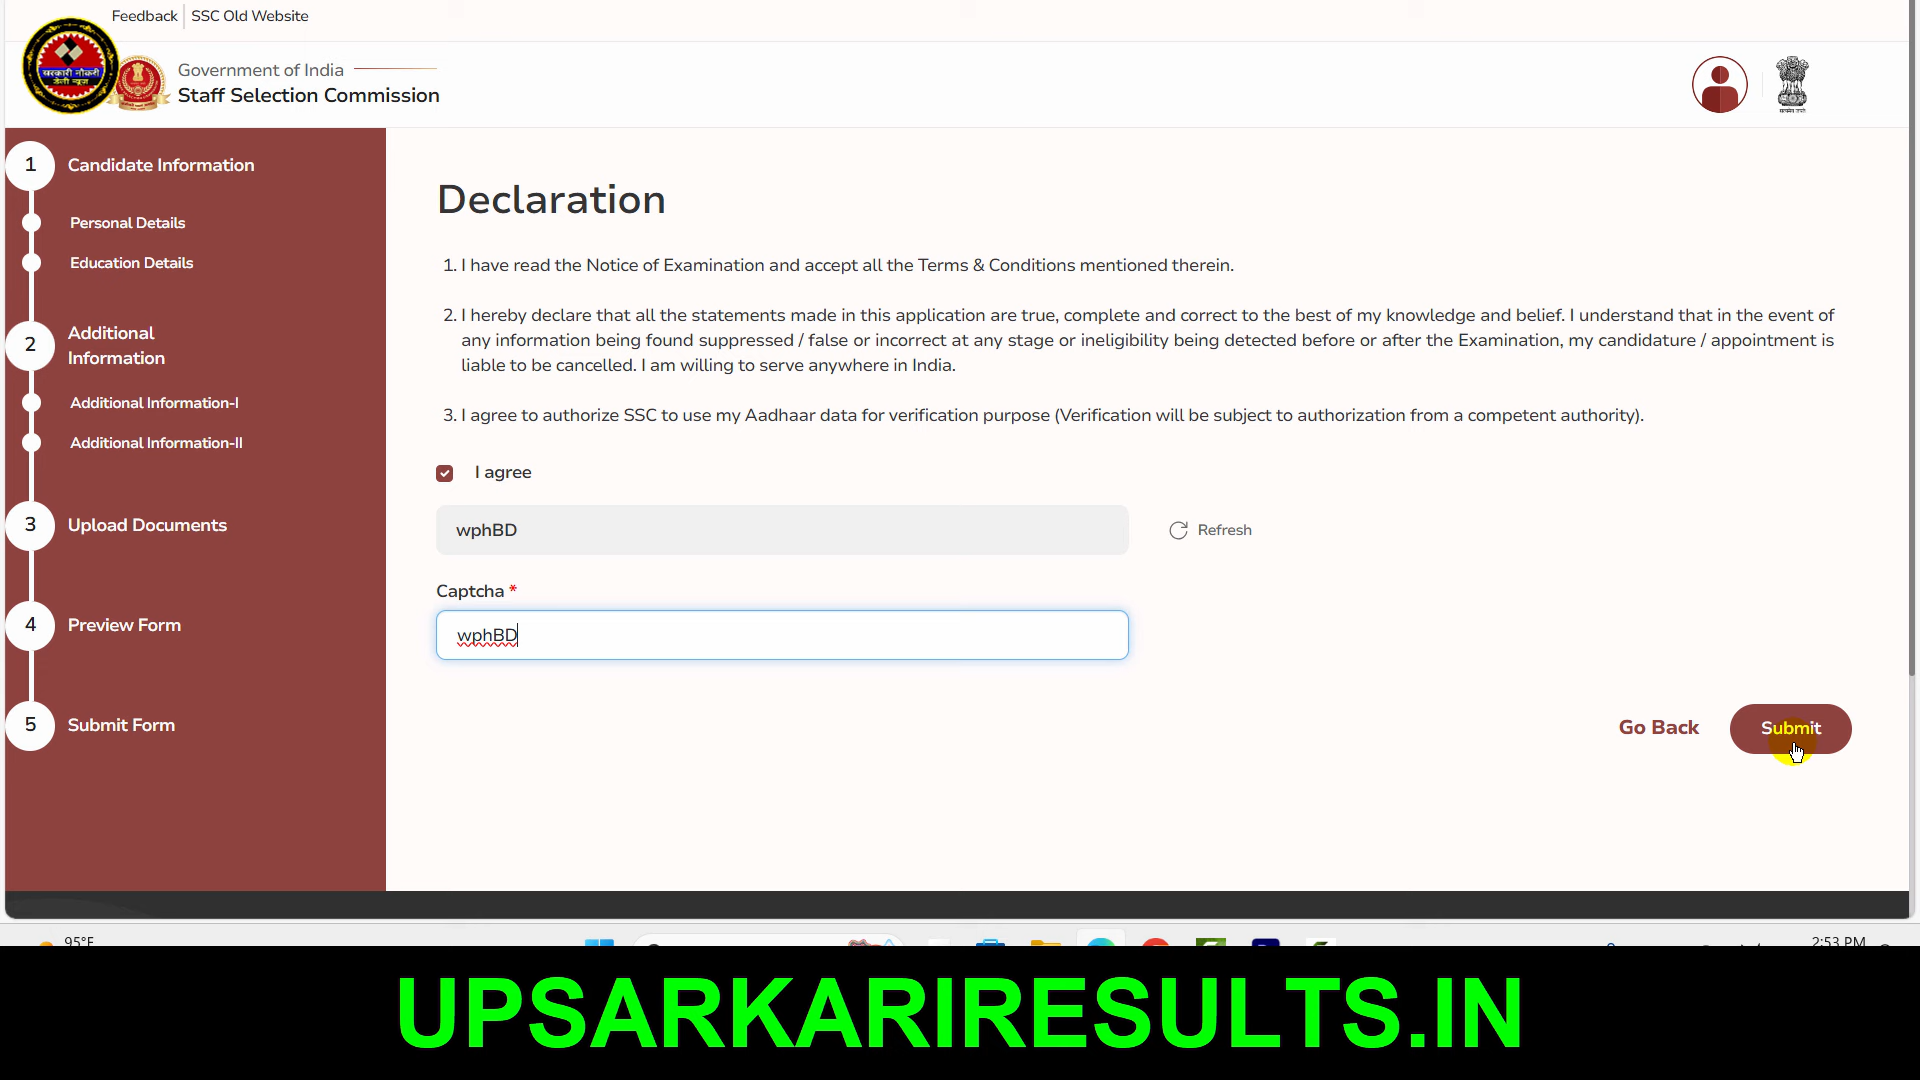 Feedback
SSC Old Website
सरकारी नौकरी
डेली न्यूज
Government of India
Staff Selection Commission
1 Candidate Information
Personal Details
Education Details
2 Additional
Information
Additional Information-I
Additional Information-II
3 Upload Documents
4 Preview Form
5 Submit Form
Declaration
1. I have read the Notice of Examination and accept all the Terms & Conditions mentioned therein.
2. I hereby declare that all the statements made in this application are true, complete and correct to the best of my knowledge and belief. I understand that in the event of
any information being found suppressed / false or incorrect at any stage or ineligibility being detected before or after the Examination, my candidature / appointment is
liable to be cancelled. I am willing to serve anywhere in India.
3. I agree to authorize SSC to use my Aadhaar data for verification purpose (Verification will be subject to authorization from a competent authority).
I agree
wphBD
Refresh
Captcha *
wphBD
Go Back
Submit
95°F
2:53 PM
UPSARKARIRESULTS.IN